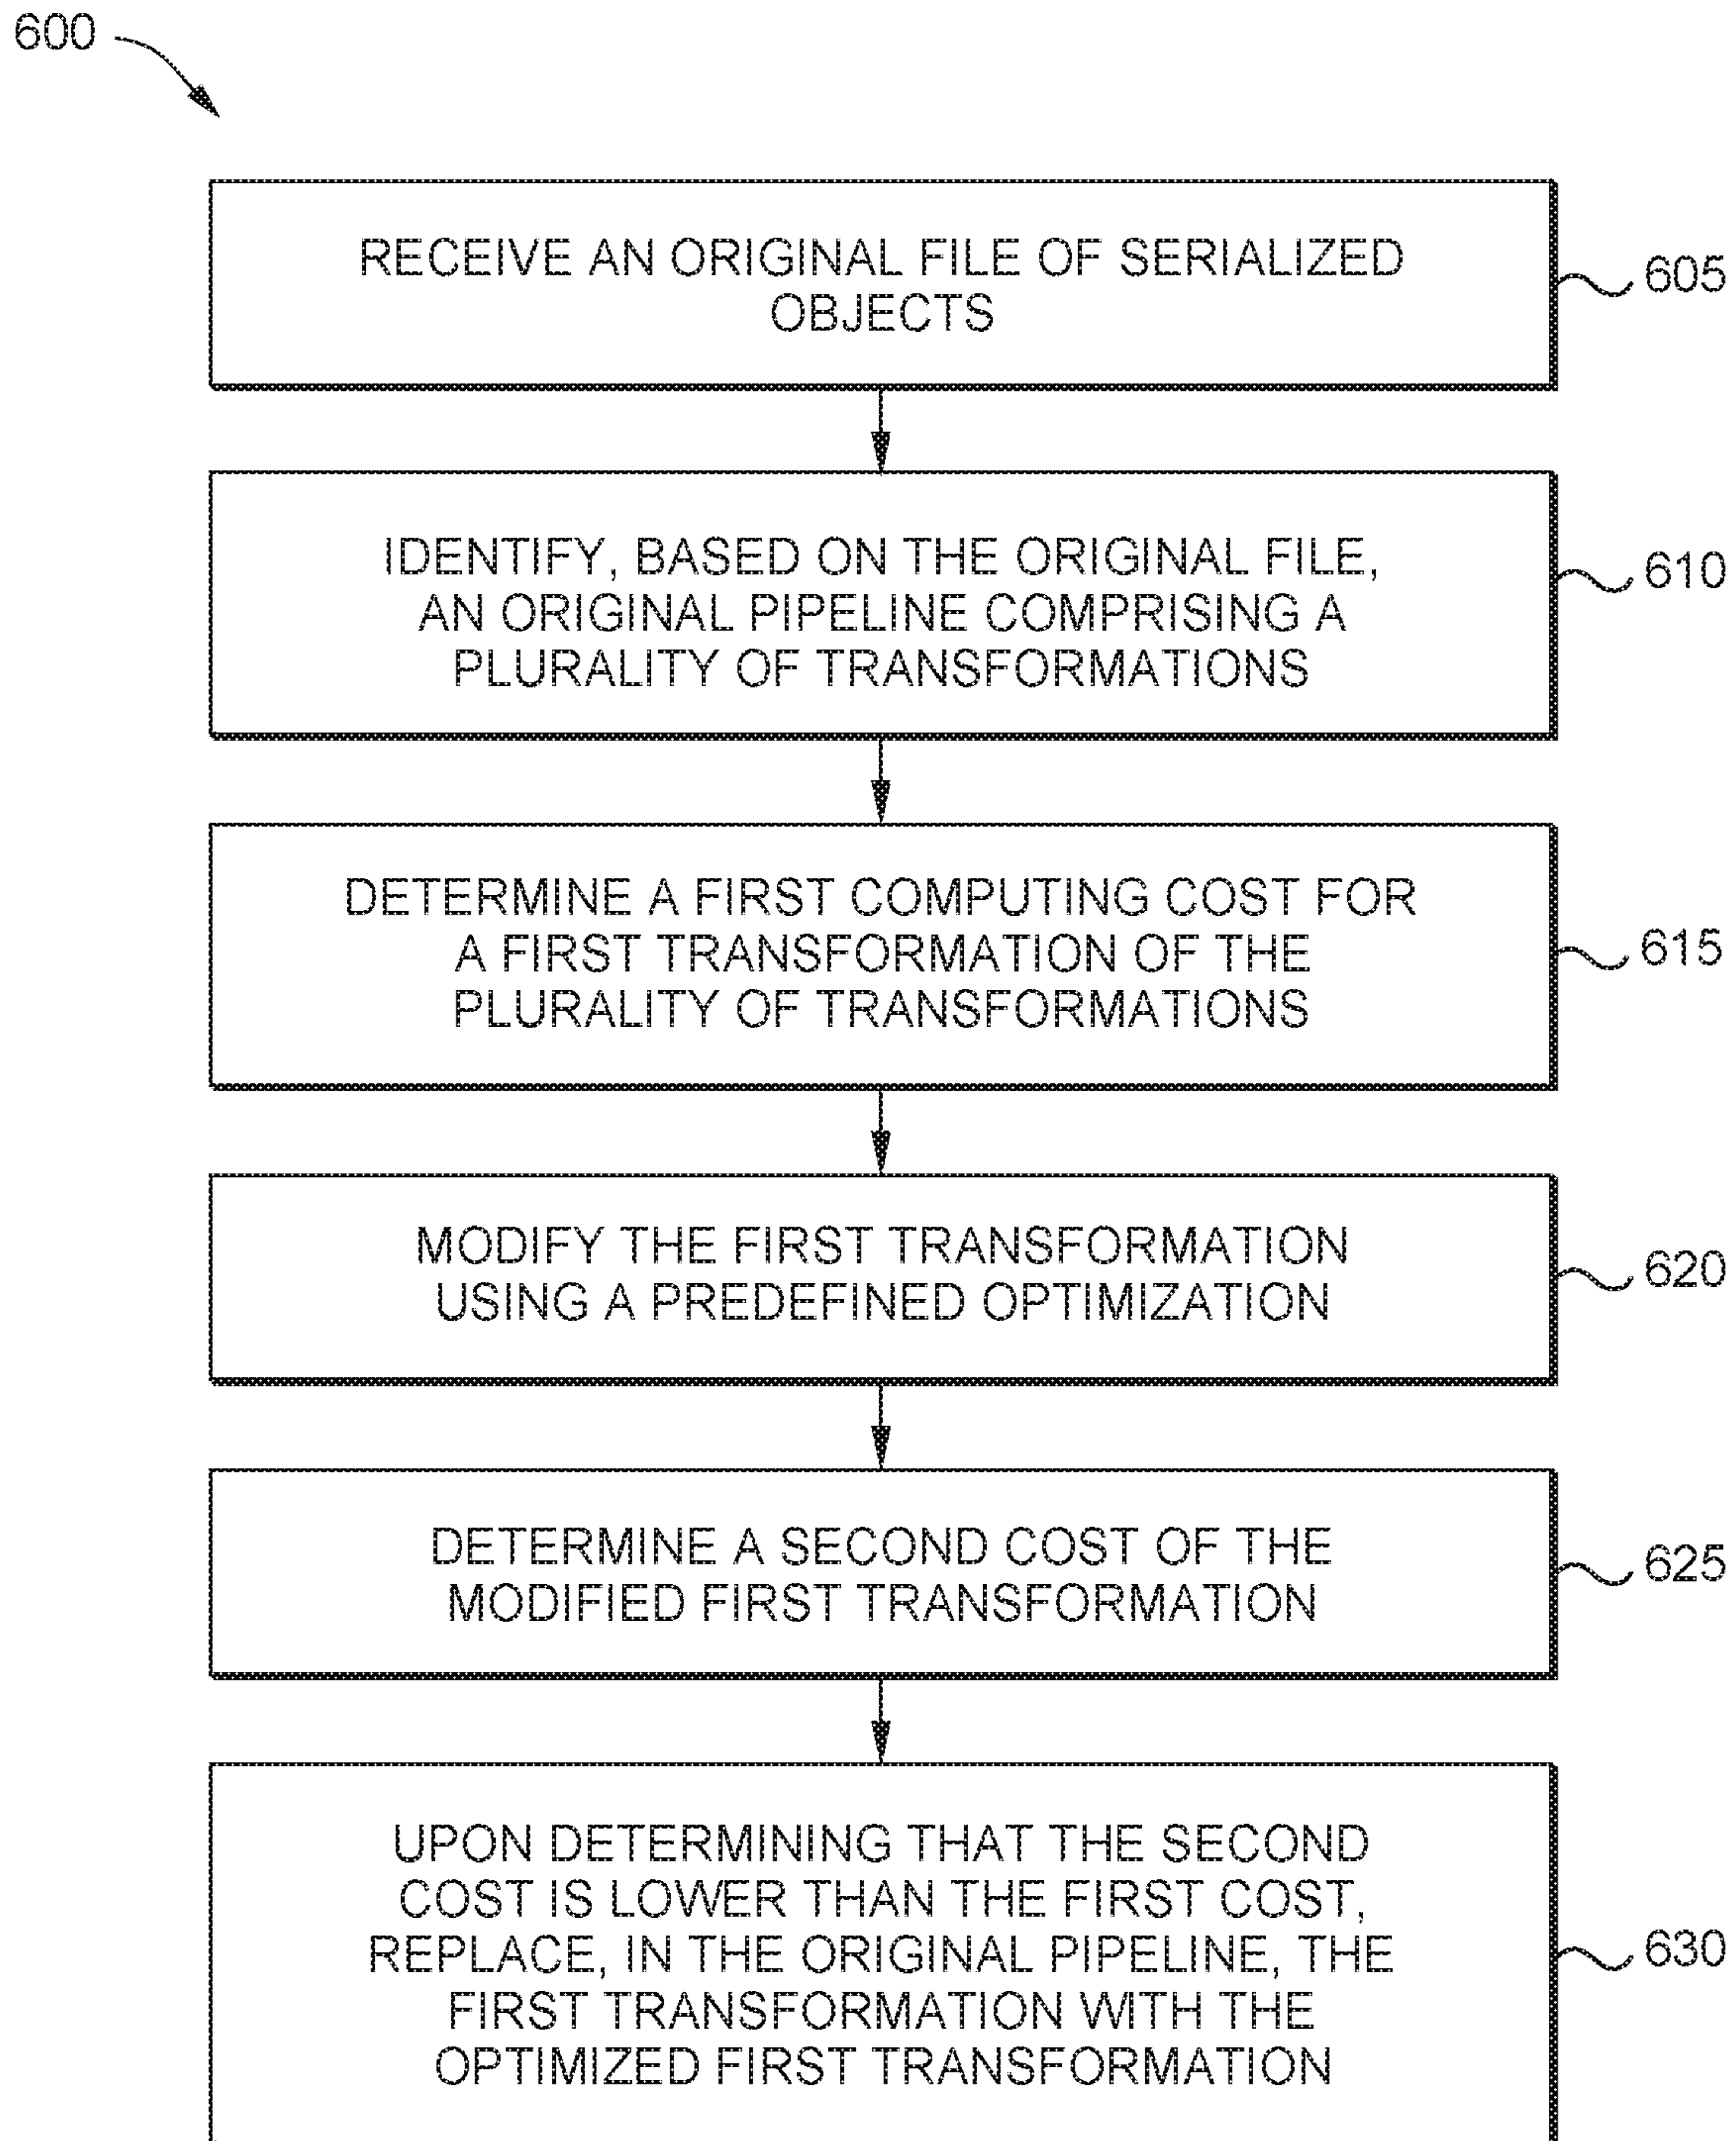 600
RECEIVE AN ORIGINAL FILE OF SERIALIZED
OBJECTS
605
IDENTIFY, BASED ON THE ORIGINAL FILE,
AN ORIGINAL PIPELINE COMPRISING A
PLURALITY OF TRANSFORMATIONS
610
DETERMINE A FIRST COMPUTING COST FOR
A FIRST TRANSFORMATION OF THE
PLURALITY OF TRANSFORMATIONS
615
MODIFY THE FIRST TRANSFORMATION
USING A PREDEFINED OPTIMIZATION
620
DETERMINE A SECOND COST OF THE
MODIFIED FIRST TRANSFORMATION
625
UPON DETERMINING THAT THE SECOND
COST IS LOWER THAN THE FIRST COST,
REPLACE, IN THE ORIGINAL PIPELINE, THE
FIRST TRANSFORMATION WITH THE
OPTIMIZED FIRST TRANSFORMATION
630